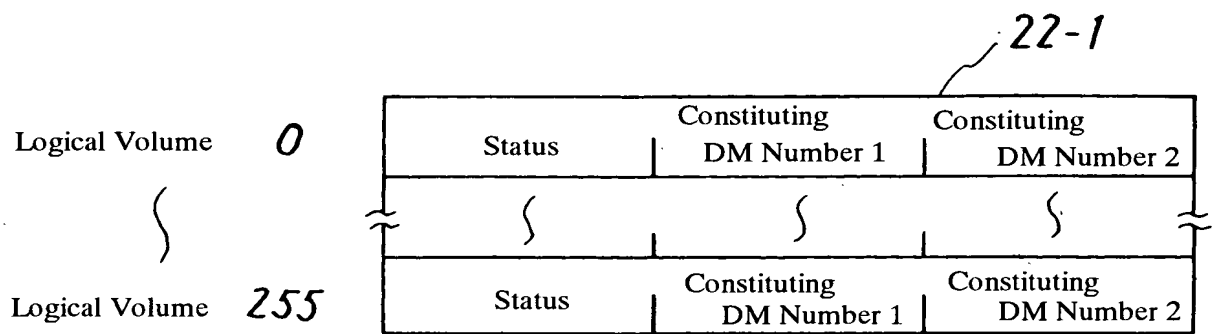 22-1
Logical Volume 0 Status Constituting DM Number 1 Constituting DM Number 2
Logical Volume 255 Status Constituting DM Number 1 Constituting DM Number 2